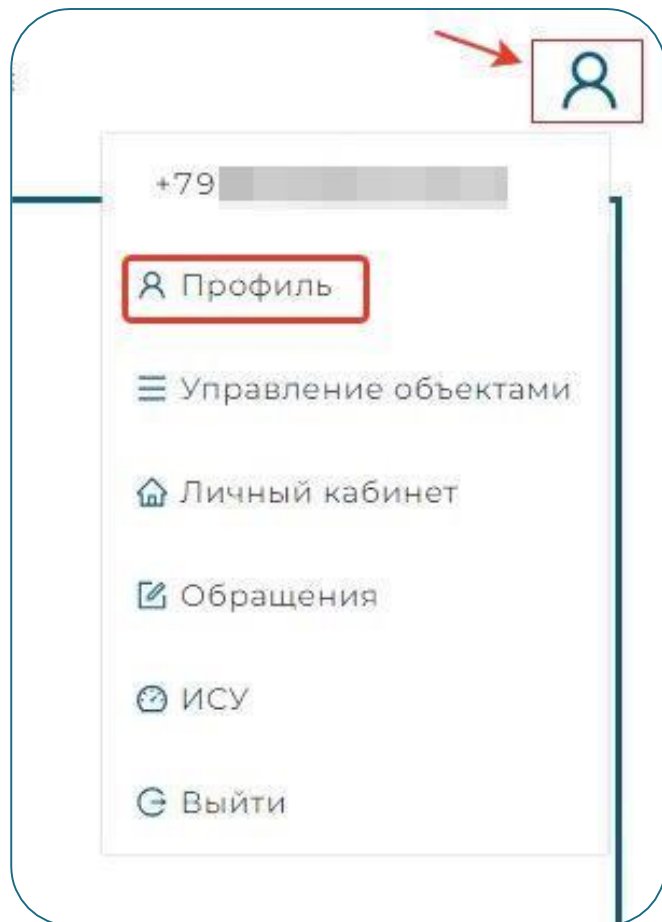 +79
Профиль
Управление объектами
Личный кабинет
Обращения
ИСУ
Выйти